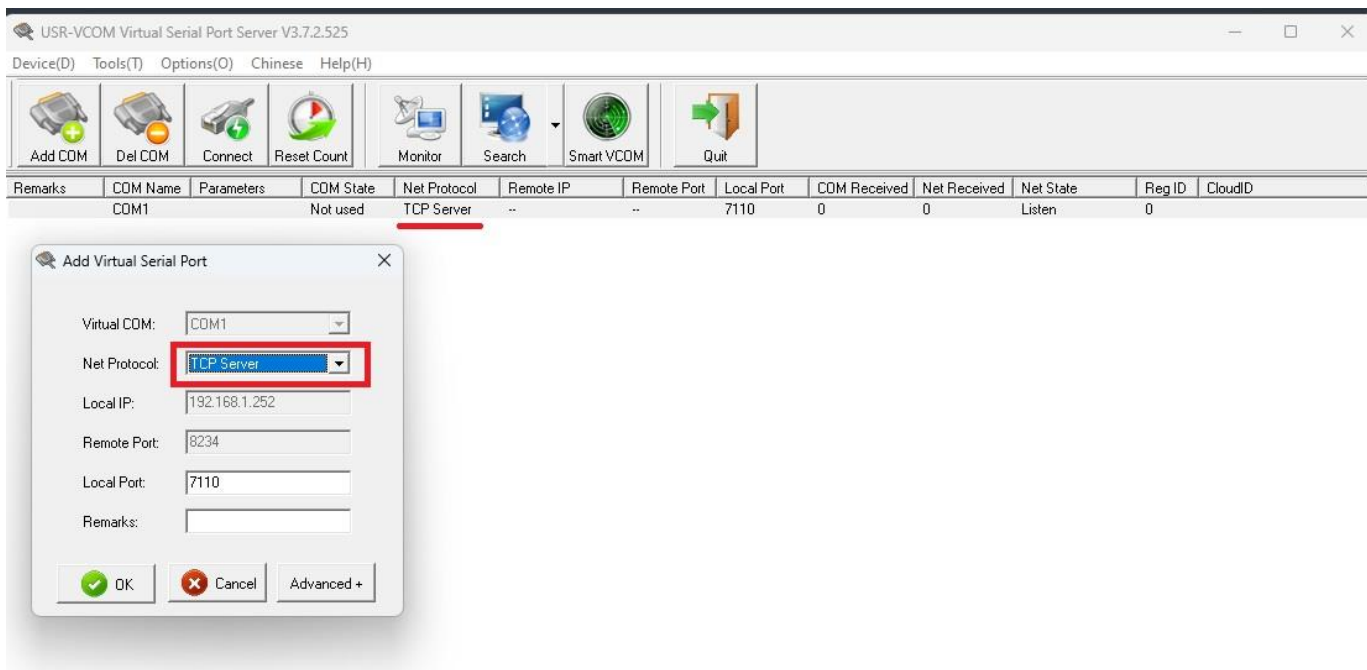 USR-VCOM Virtual Serial Port Server V3.7.2.525
Device(D) Tools(T) Options(O) Chinese Help(H)
Add COM Del COM Connect Reset Count Monitor Search Smart VCOM Quit
Remarks COM Name Parameters COM State Net Protocol Remote IP Remote Port Local Port COM Received Net Received Net State Reg ID CloudID
COM1 Not used TCP Server -- -- 7110 0 0 Listen 0
Add Virtual Serial Port
Virtual COM: COM1
Net Protocol: TCP Server
Local IP: 192.168.1.252
Remote Port: 8234
Local Port: 7110
Remarks:
OK Cancel Advanced +